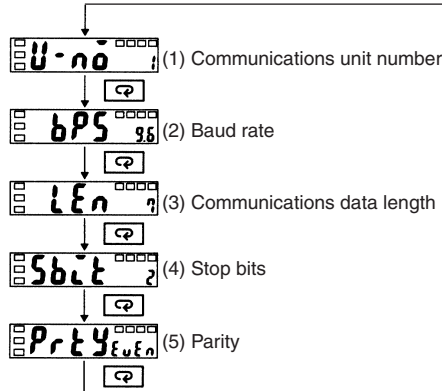 U-no 1 (1) Communications unit number
bPS 9.6 (2) Baud rate
LEn 7 (3) Communications data length
Sbit 2 (4) Stop bits
PrtY EvEn (5) Parity